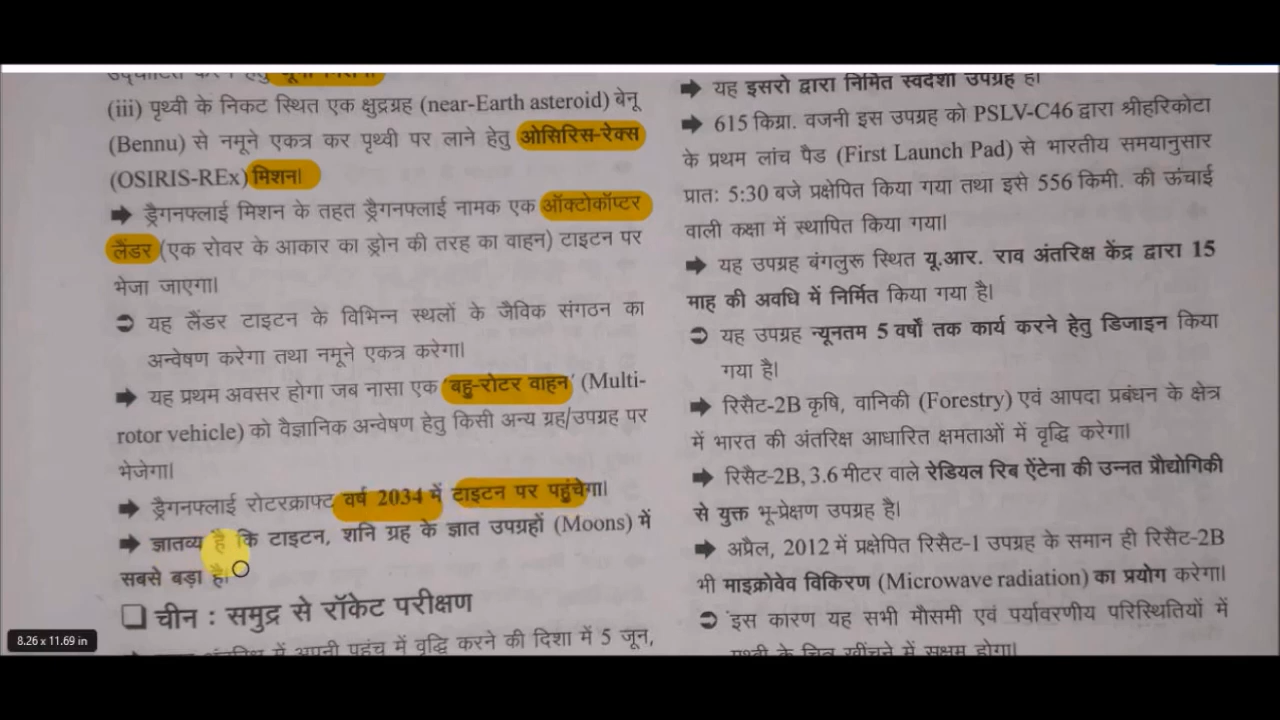 (iii) पृथ्वी के निकट स्थित एक क्षुद्रग्रह (near-Earth asteroid) बेनू
(Bennu) से नमूने एकत्र कर पृथ्वी पर लाने हेतु ओसिरिस-रेक्स
(OSIRIS-REx) मिशन।
➡ ड्रैगनफ्लाई मिशन के तहत ड्रैगनफ्लाई नामक एक ऑक्टोकॉप्टर
लैंडर (एक रोवर के आकार का ड्रोन की तरह का वाहन) टाइटन पर
भेजा जाएगा।
➲ यह लैंडर टाइटन के विभिन्न स्थलों के जैविक संगठन का
अन्वेषण करेगा तथा नमूने एकत्र करेगा।
➡ यह प्रथम अवसर होगा जब नासा एक 'बहु-रोटर वाहन' (Multi-
rotor vehicle) को वैज्ञानिक अन्वेषण हेतु किसी अन्य ग्रह/उपग्रह पर
भेजेगा।
➡ ड्रैगनफ्लाई रोटरक्राफ्ट वर्ष 2034 में टाइटन पर पहुंचेगा।
➡ ज्ञातव्य है कि टाइटन, शनि ग्रह के ज्ञात उपग्रहों (Moons) में
सबसे बड़ा है।
❑ चीन : समुद्र से रॉकेट परीक्षण
अंतरिक्ष में अपनी पहुंच में वृद्धि करने की दिशा में 5 जून,
➡ यह इसरो द्वारा निर्मित स्वदेशी उपग्रह है।
➡ 615 किग्रा. वजनी इस उपग्रह को PSLV-C46 द्वारा श्रीहरिकोटा
के प्रथम लांच पैड (First Launch Pad) से भारतीय समयानुसार
प्रातः 5:30 बजे प्रक्षेपित किया गया तथा इसे 556 किमी. की ऊंचाई
वाली कक्षा में स्थापित किया गया।
➡ यह उपग्रह बंगलुरू स्थित यू.आर. राव अंतरिक्ष केंद्र द्वारा 15
माह की अवधि में निर्मित किया गया है।
➲ यह उपग्रह न्यूनतम 5 वर्षों तक कार्य करने हेतु डिजाइन किया
गया है।
➡ रिसैट-2B कृषि, वानिकी (Forestry) एवं आपदा प्रबंधन के क्षेत्र
में भारत की अंतरिक्ष आधारित क्षमताओं में वृद्धि करेगा।
➡ रिसैट-2B, 3.6 मीटर वाले रेडियल रिब ऐंटेना की उन्नत प्रौद्योगिकी
से युक्त भू-प्रेक्षण उपग्रह है।
➡ अप्रैल, 2012 में प्रक्षेपित रिसैट-1 उपग्रह के समान ही रिसैट-2B
भी माइक्रोवेव विकिरण (Microwave radiation) का प्रयोग करेगा।
➲ इस कारण यह सभी मौसमी एवं पर्यावरणीय परिस्थितियों में
पृथ्वी के चित्र खींचने में सक्षम होगा।
8.26 x 11.69 in